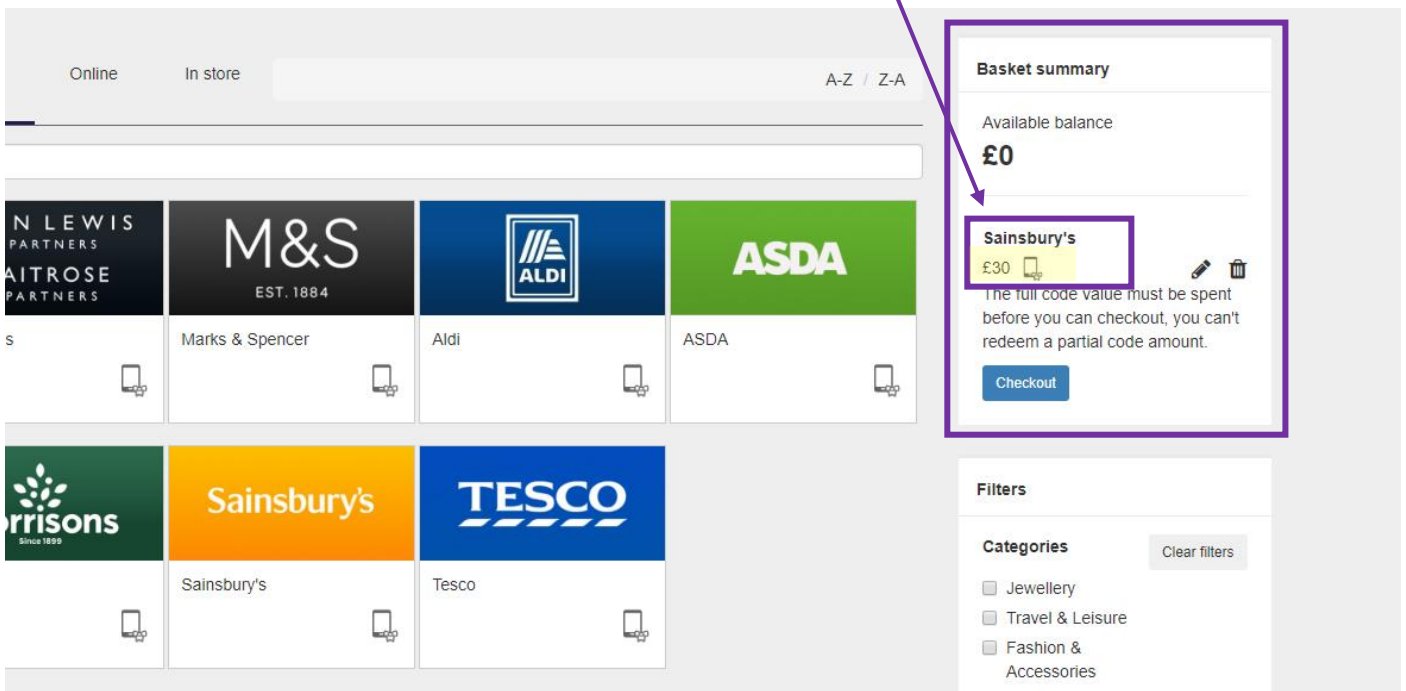 Online In store A-Z / Z-A
N LEWIS
PARTNERS
AITROSE
PARTNERS
s
M&S
EST. 1884
Marks & Spencer
ALDI
Aldi
ASDA
ASDA
orrisons
Since 1899
Sainsbury's
Sainsbury's
TESCO
Tesco
Basket summary
Available balance
£0
Sainsbury's
£30
The full code value must be spent
before you can checkout, you can't
redeem a partial code amount.
Checkout
Filters
Categories
Clear filters
Jewellery
Travel & Leisure
Fashion &
Accessories